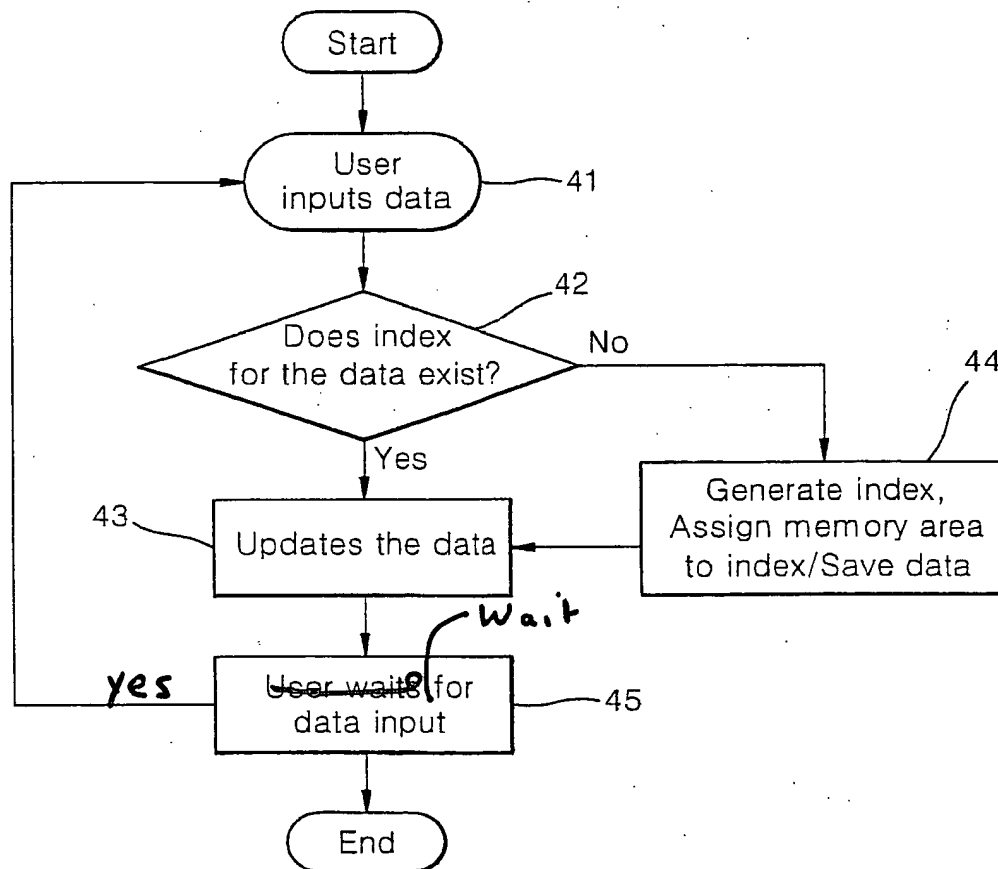 Start
User
inputs data
41
42
Does index
for the data exist?
No
44
Yes
Generate index,
Assign memory area
to index/Save data
43
Updates the data
Wait
yes
User waits for
data input
45
End